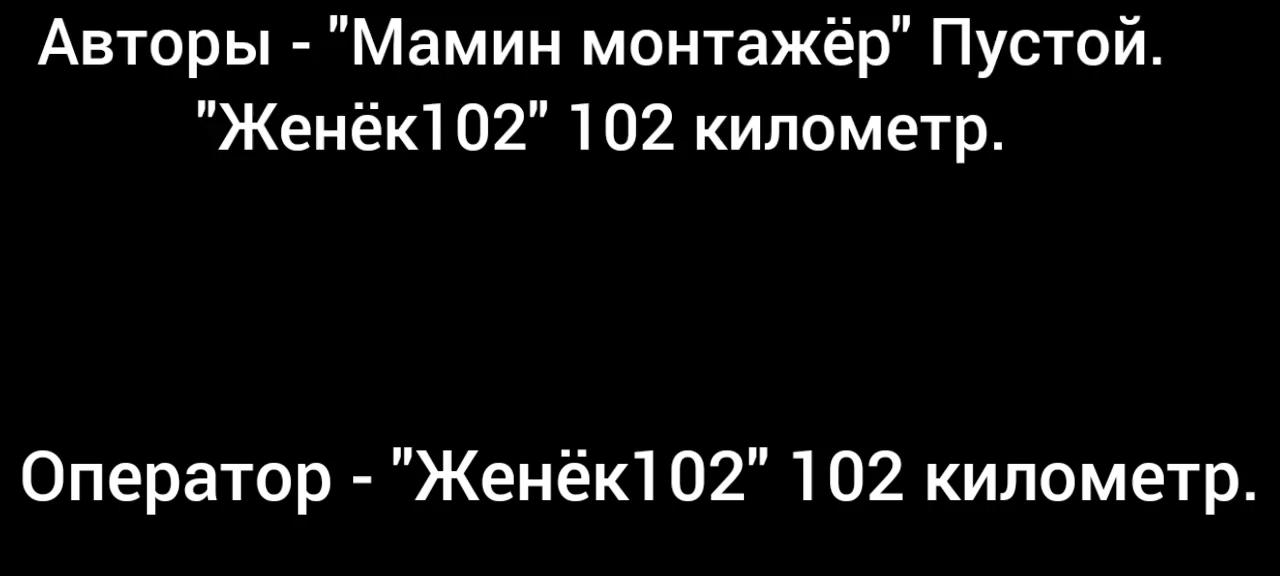 Авторы - "Мамин монтажёр" Пустой.
"Женёк102" 102 километр.
Оператор - "Женёк102" 102 километр.